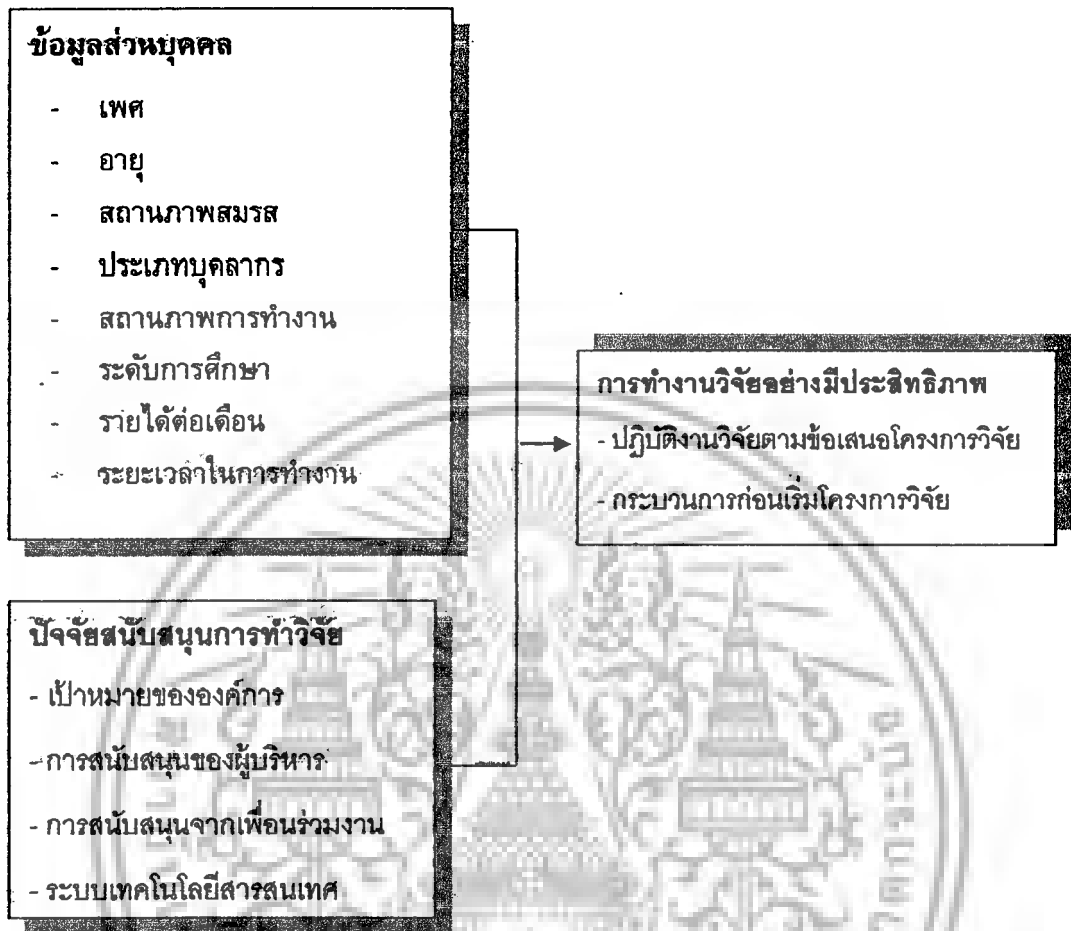 ข้อมูลส่วนบุคคล
- เพศ
- อายุ
- สถานภาพสมรส
- ประเภทบุคลากร
- สถานภาพการทำงาน
- ระดับการศึกษา
- รายได้ต่อเดือน
- ระยะเวลาในการทำงาน
การทำงานวิจัยอย่างมีประสิทธิภาพ
- ปฏิบัติงานวิจัยตามข้อเสนอโครงการวิจัย
- กระบวนการก่อนเริ่มโครงการวิจัย
ปัจจัยสนับสนุนการทำวิจัย
- เป้าหมายขององค์การ
- การสนับสนุนของผู้บริหาร
- การสนับสนุนจากเพื่อนร่วมงาน
- ระบบเทคโนโลยีสารสนเทศ